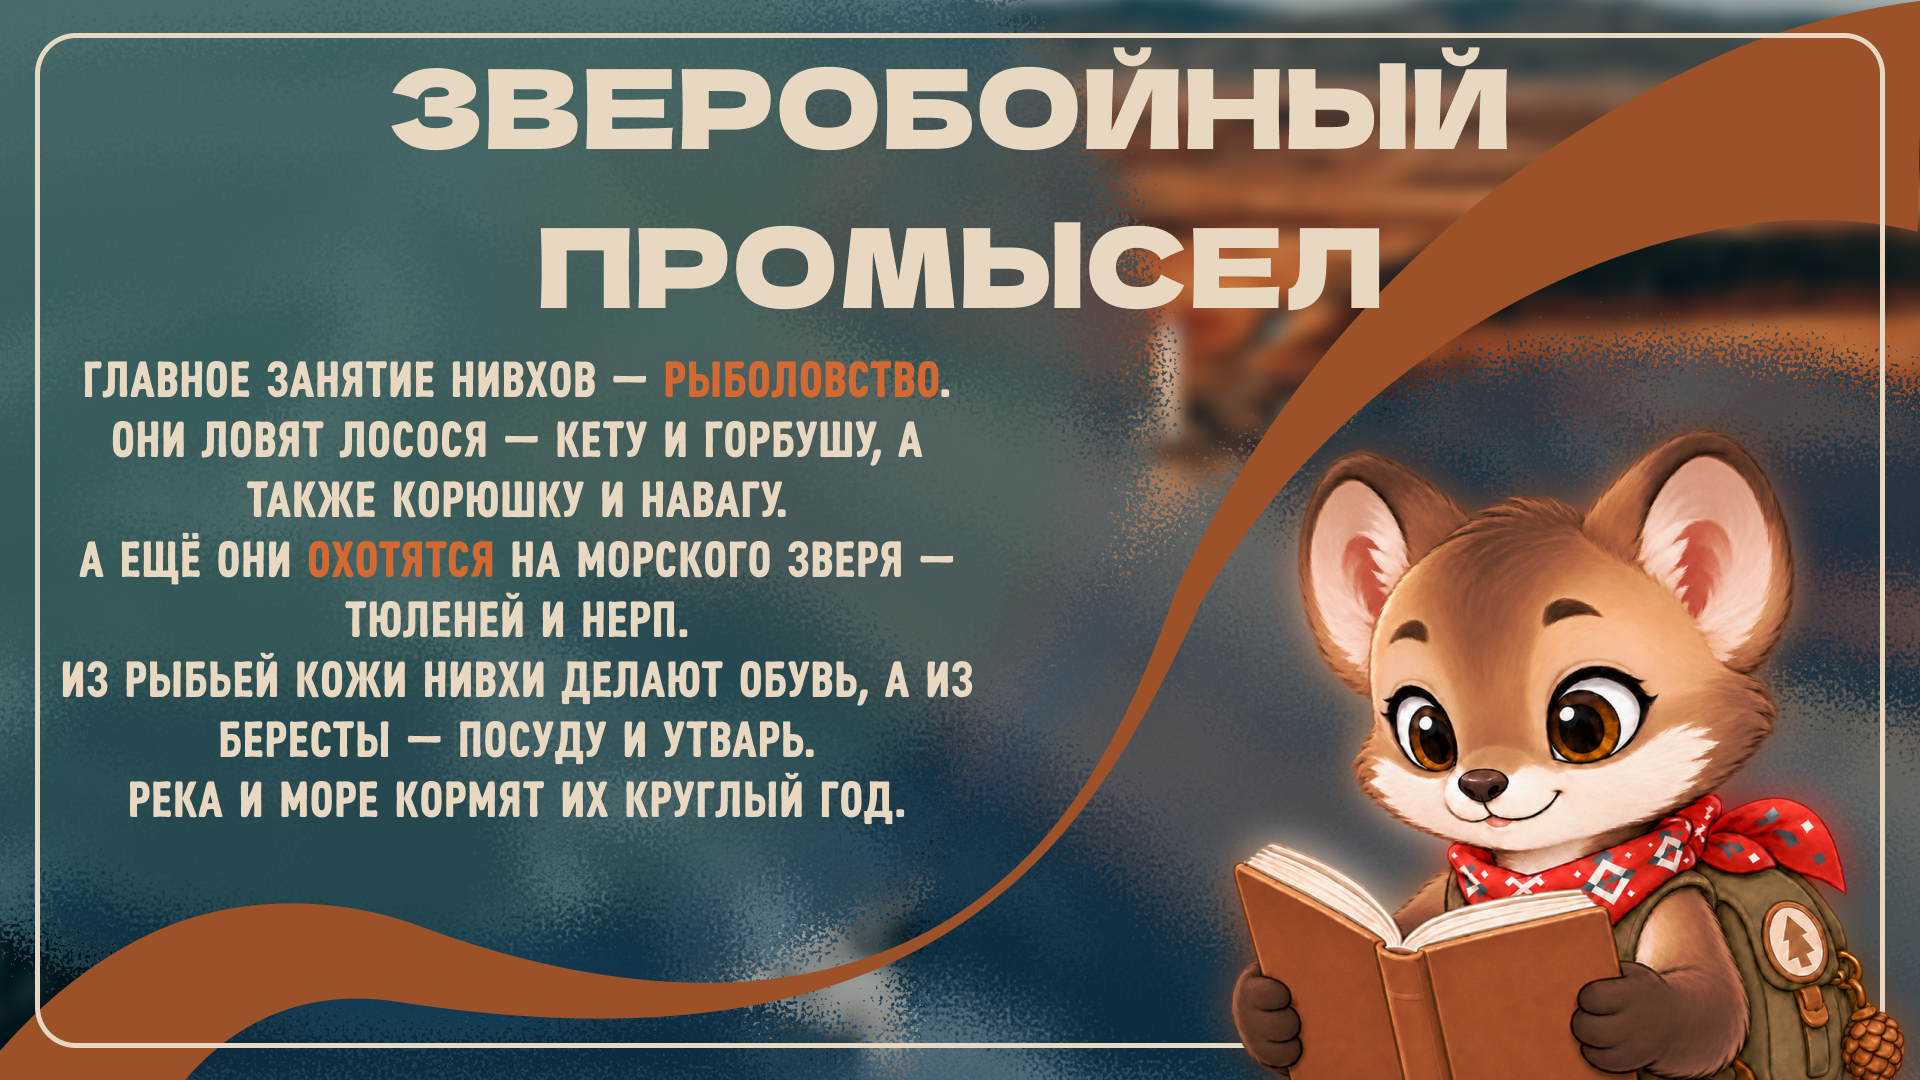 ЗВЕРОБОЙНЫЙ
ПРОМЫСЕЛ
ГЛАВНОЕ ЗАНЯТИЕ НИВХОВ — РЫБОЛОВСТВО.
ОНИ ЛОВЯТ ЛОСОСЯ — КЕТУ И ГОРБУШУ, А
ТАКЖЕ КОРЮШКУ И НАВАГУ.
А ЕЩЁ ОНИ ОХОТЯТСЯ НА МОРСКОГО ЗВЕРЯ —
ТЮЛЕНЕЙ И НЕРП.
ИЗ РЫБЬЕЙ КОЖИ НИВХИ ДЕЛАЮТ ОБУВЬ, А ИЗ
БЕРЕСТЫ — ПОСУДУ И УТВАРЬ.
РЕКА И МОРЕ КОРМЯТ ИХ КРУГЛЫЙ ГОД.